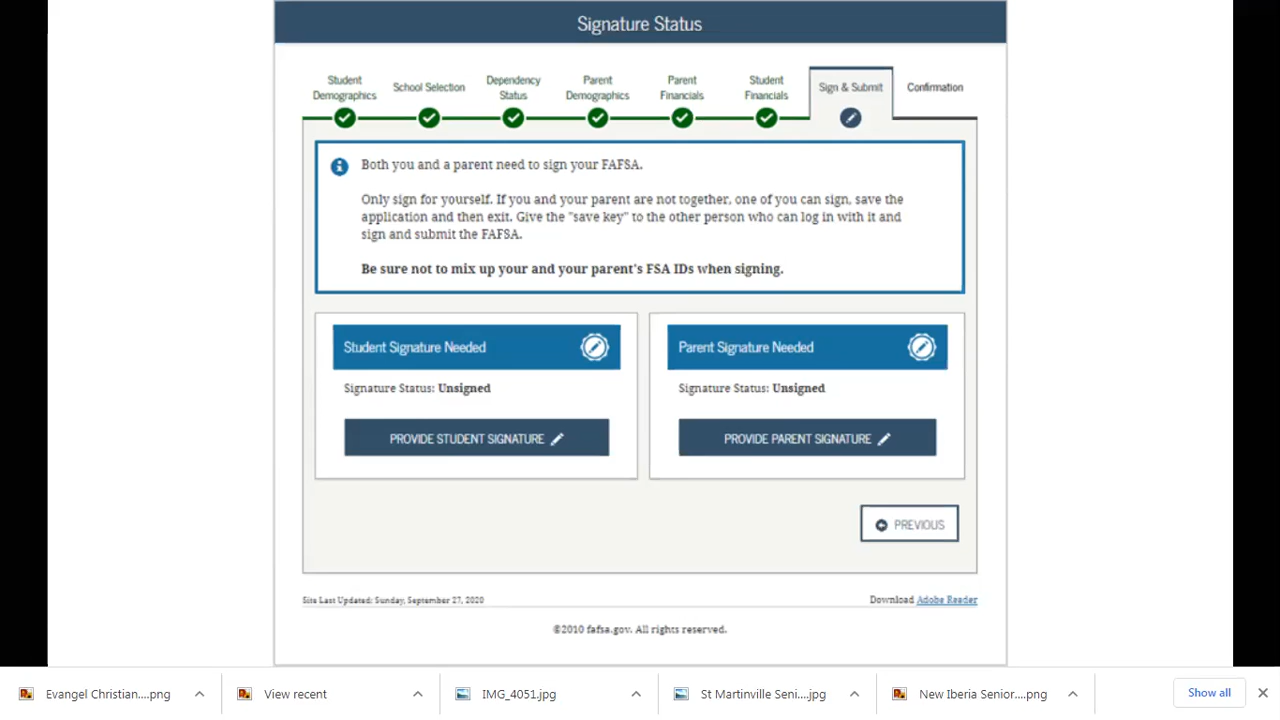 Signature Status
Student Demographics
School Selection
Dependency Status
Parent Demographics
Parent Financials
Student Financials
Sign & Submit
Confirmation
Both you and a parent need to sign your FAFSA.
Only sign for yourself. If you and your parent are not together, one of you can sign, save the
application and then exit. Give the "save key" to the other person who can log in with it and
sign and submit the FAFSA.
Be sure not to mix up your and your parent's FSA IDs when signing.
Student Signature Needed
Signature Status: Unsigned
PROVIDE STUDENT SIGNATURE
Parent Signature Needed
Signature Status: Unsigned
PROVIDE PARENT SIGNATURE
PREVIOUS
Site Last Updated: Sunday, September 27, 2020
Download Adobe Reader
©2010 fafsa.gov. All rights reserved.
Evangel Christian....png
View recent
IMG_4051.jpg
St Martinville Seni....jpg
New Iberia Senior....png
Show all